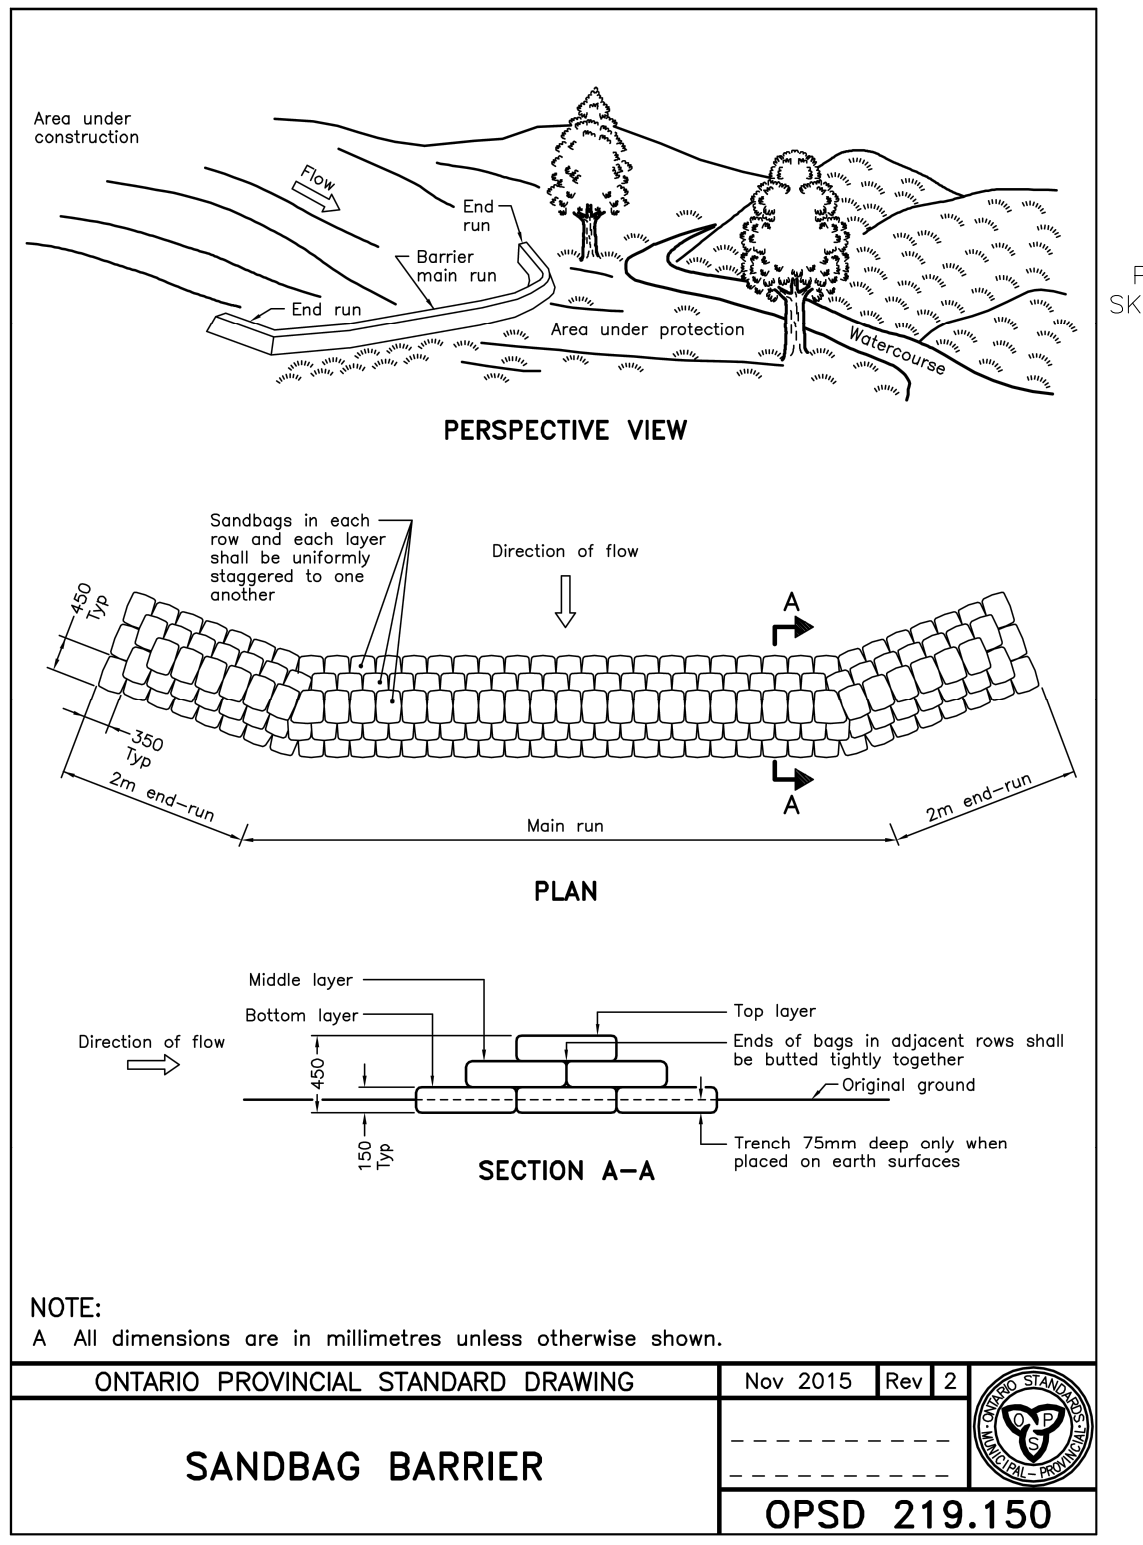 Area under
construction
Flow
End
run
Barrier
main run
End run
Area under protection
Watercourse
P
SK
PERSPECTIVE VIEW
Sandbags in each
row and each layer
shall be uniformly
staggered to one
another
Direction of flow
450
Typ
A
350
Typ
2m end-run
A
2m end-run
Main run
PLAN
Middle layer
Bottom layer
Top layer
Direction of flow
Ends of bags in adjacent rows shall
be butted tightly together
450
Original ground
150
Typ
Trench 75mm deep only when
placed on earth surfaces
SECTION A-A
NOTE:
A All dimensions are in millimetres unless otherwise shown.
ONTARIO PROVINCIAL STANDARD DRAWING
Nov 2015 Rev 2
ONTARIO STANDARDS
MUNICIPAL-PROVINCIAL
O P
S
SANDBAG BARRIER
OPSD 219.150